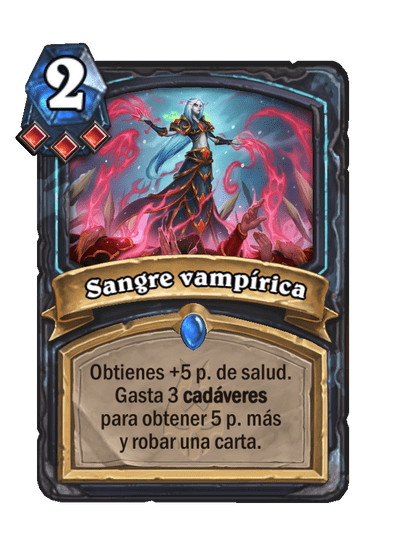 2
Sangre vampírica
Obtienes +5 p. de salud.
Gasta 3 cadáveres
para obtener 5 p. más
y robar una carta.